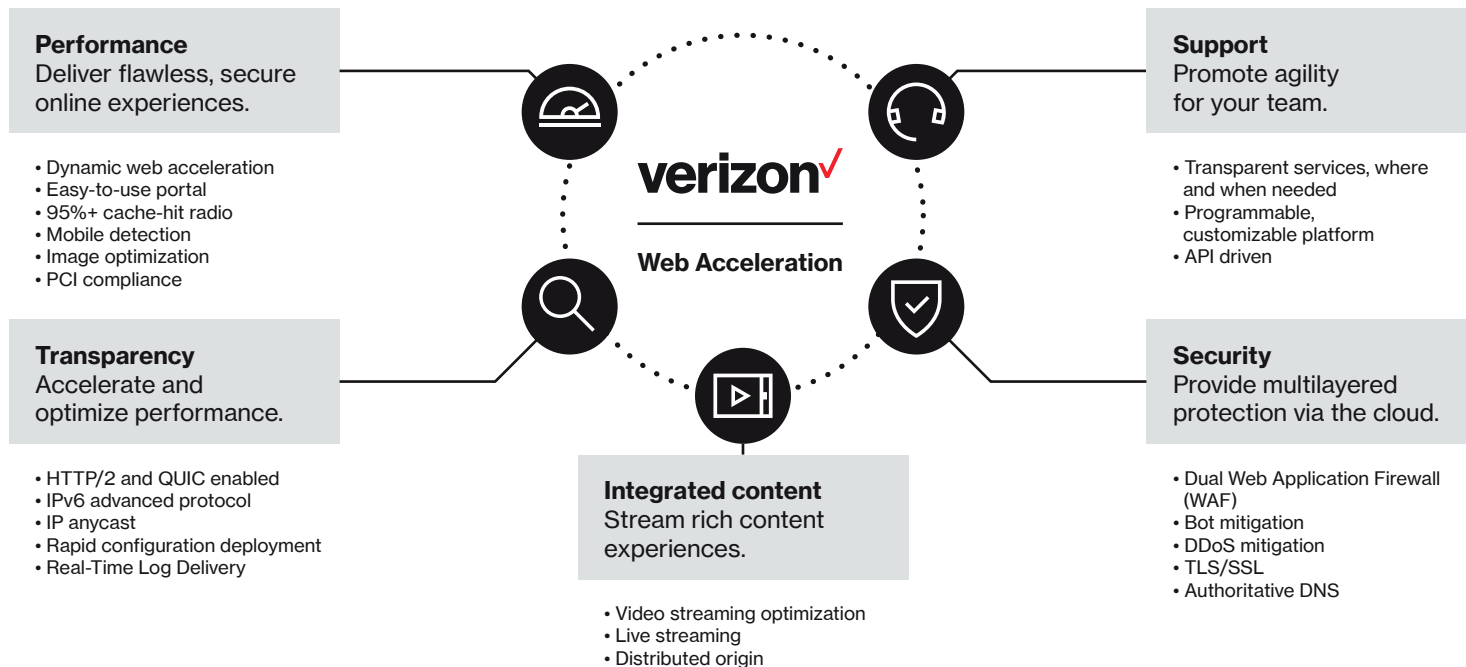 Performance
Deliver flawless, secure
online experiences.
• Dynamic web acceleration
• Easy-to-use portal
• 95%+ cache-hit radio
• Mobile detection
• Image optimization
• PCI compliance
Transparency
Accelerate and
optimize performance.
• HTTP/2 and QUIC enabled
• IPv6 advanced protocol
• IP anycast
• Rapid configuration deployment
• Real-Time Log Delivery
verizon✓
Web Acceleration
Integrated content
Stream rich content
experiences.
• Video streaming optimization
• Live streaming
• Distributed origin
Support
Promote agility
for your team.
• Transparent services, where
and when needed
• Programmable,
customizable platform
• API driven
Security
Provide multilayered
protection via the cloud.
• Dual Web Application Firewall
(WAF)
• Bot mitigation
• DDoS mitigation
• TLS/SSL
• Authoritative DNS